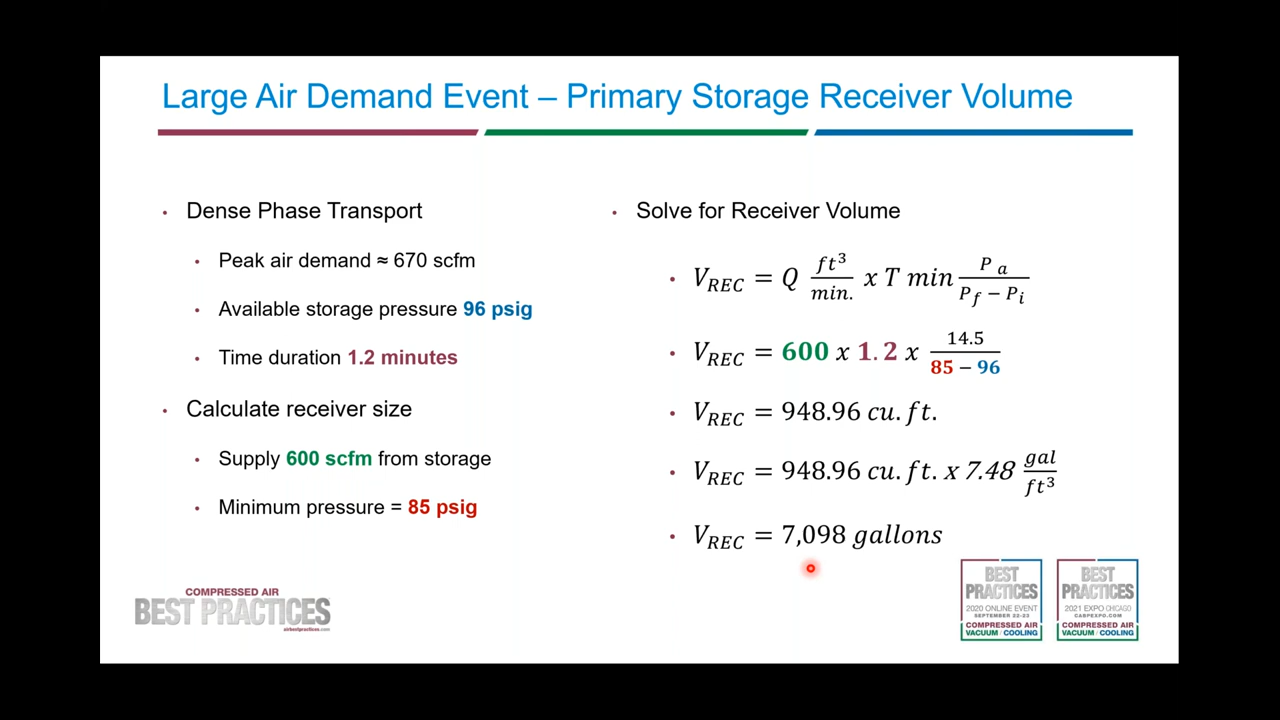 Large Air Demand Event – Primary Storage Receiver Volume
• Dense Phase Transport
• Peak air demand ≈ 670 scfm
• Available storage pressure 96 psig
• Time duration 1.2 minutes
• Calculate receiver size
• Supply 600 scfm from storage
• Minimum pressure = 85 psig
• Solve for Receiver Volume
• V_REC = Q ft³/min. x T min P_a/(P_f − P_i)
• V_REC = 600 x 1.2 x 14.5/(85 − 96)
• V_REC = 948.96 cu. ft.
• V_REC = 948.96 cu. ft. x 7.48 gal/ft³
• V_REC = 7,098 gallons
COMPRESSED AIR
BEST PRACTICES
airbestpractices.com
BEST
PRACTICES
2020 ONLINE EVENT
SEPTEMBER 22-23
COMPRESSED AIR
VACUUM / COOLING
BEST
PRACTICES
2021 EXPO CHICAGO
CABPEXPO.COM
COMPRESSED AIR
VACUUM / COOLING